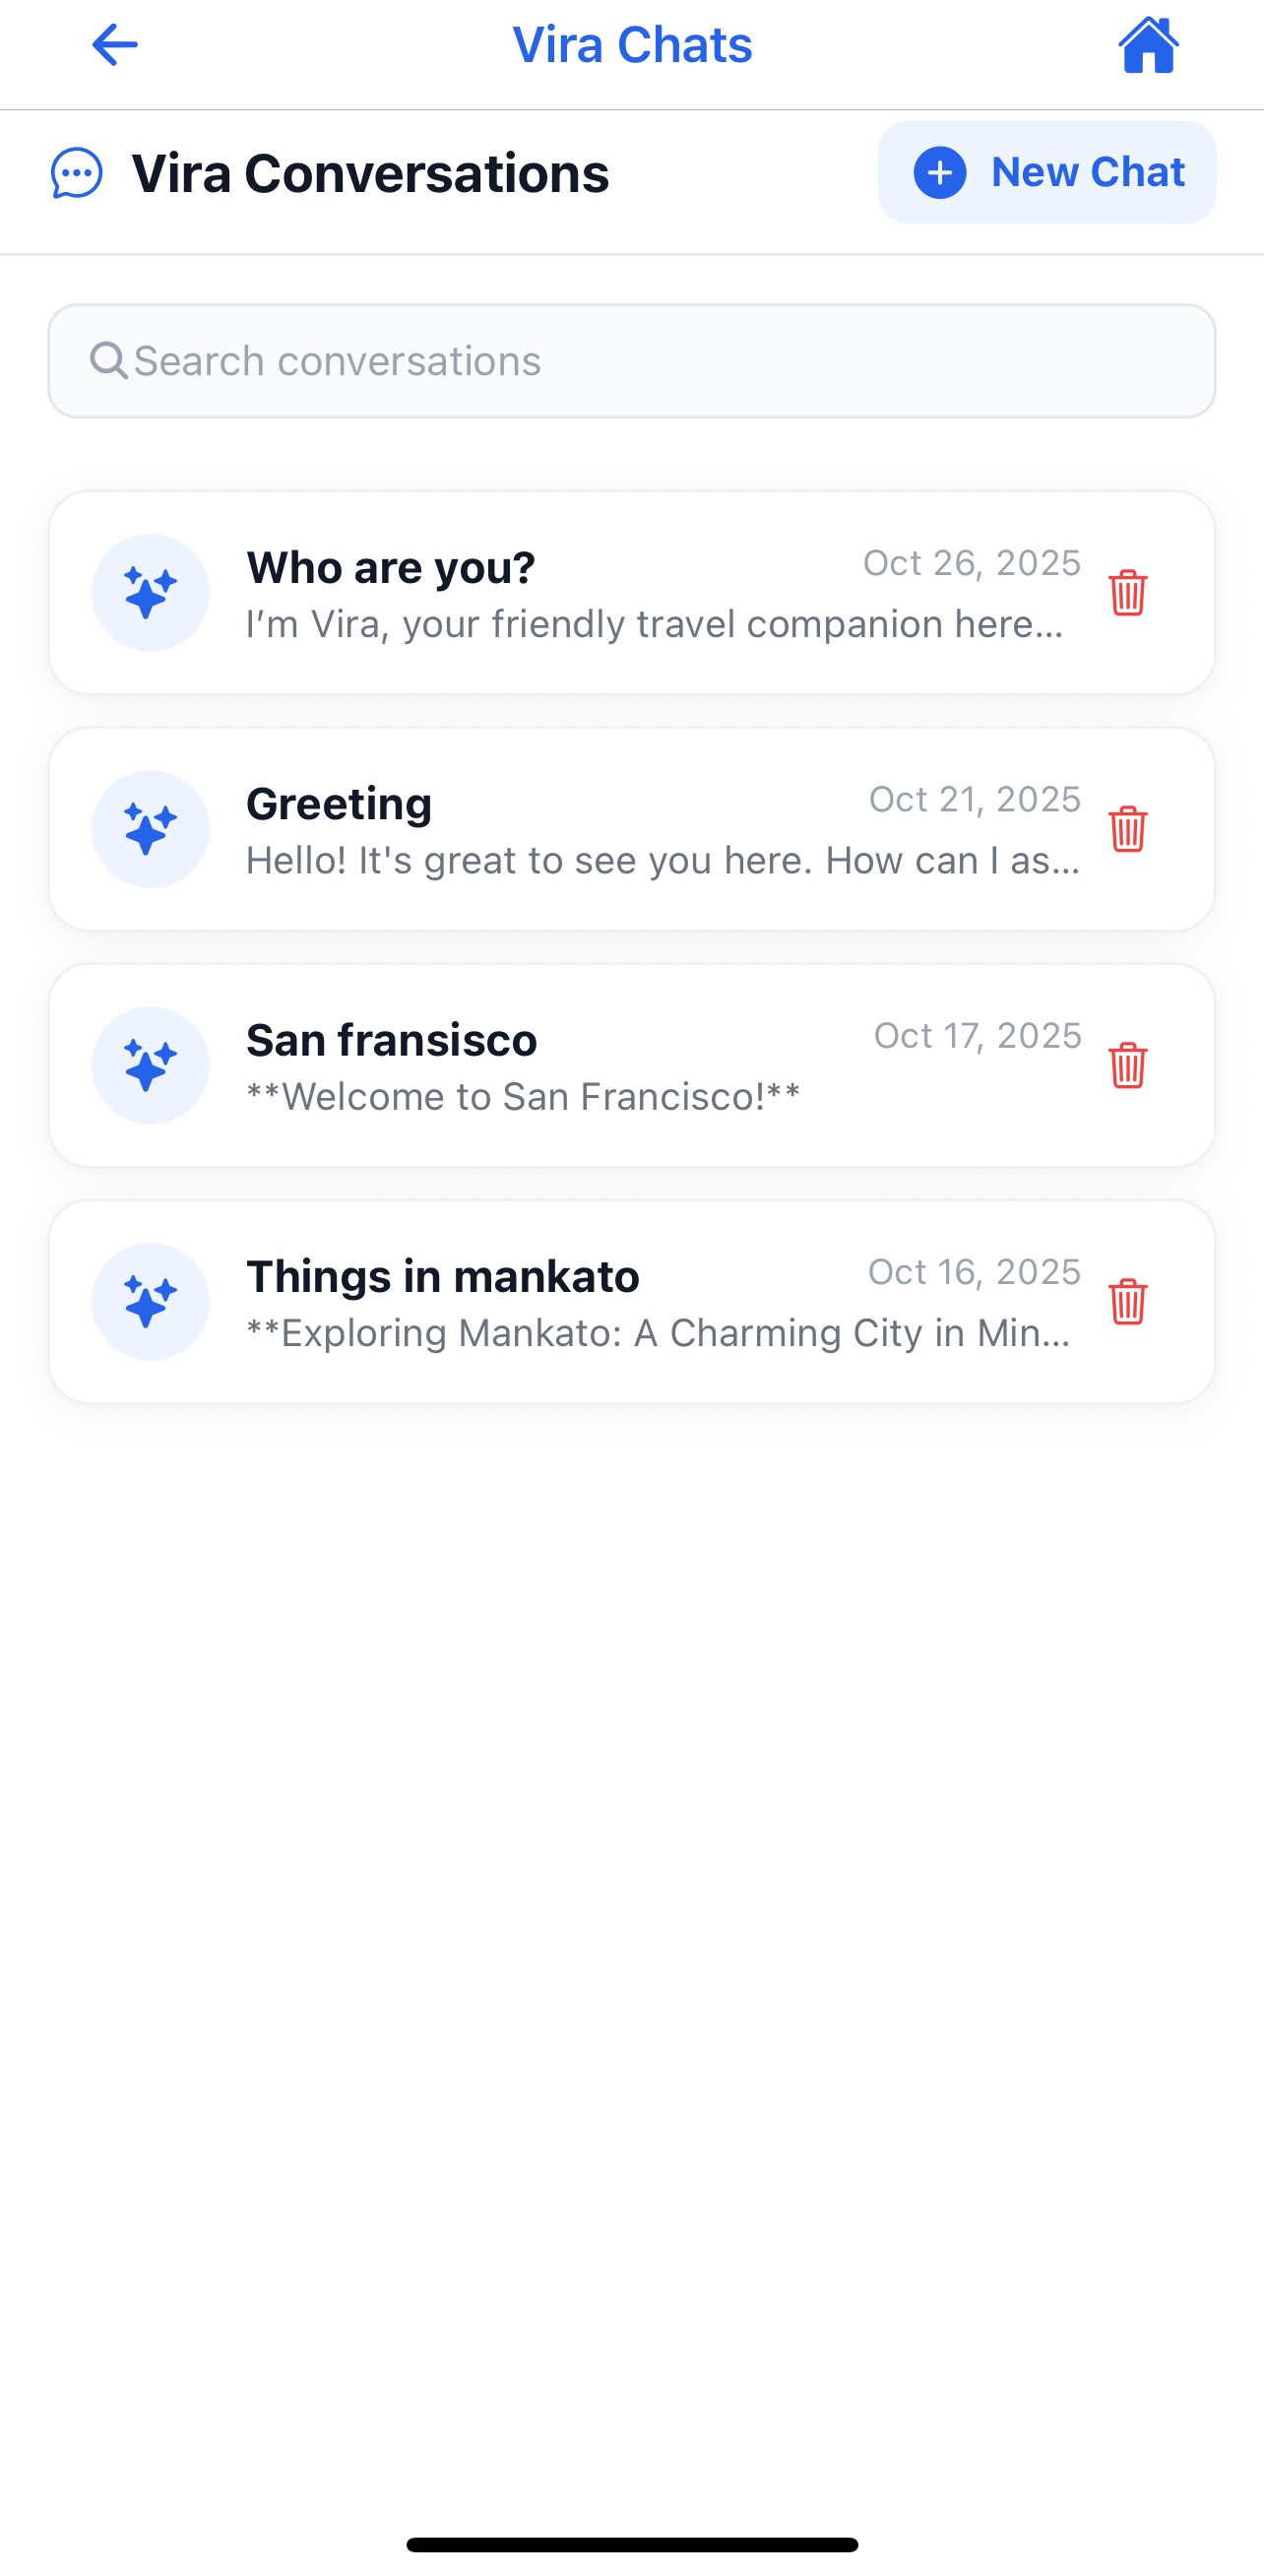 Vira Chats
Vira Conversations
New Chat
Search conversations
Who are you?
Oct 26, 2025
I’m Vira, your friendly travel companion here...
Greeting
Oct 21, 2025
Hello! It's great to see you here. How can I as...
San fransisco
Oct 17, 2025
**Welcome to San Francisco!**
Things in mankato
Oct 16, 2025
**Exploring Mankato: A Charming City in Min...